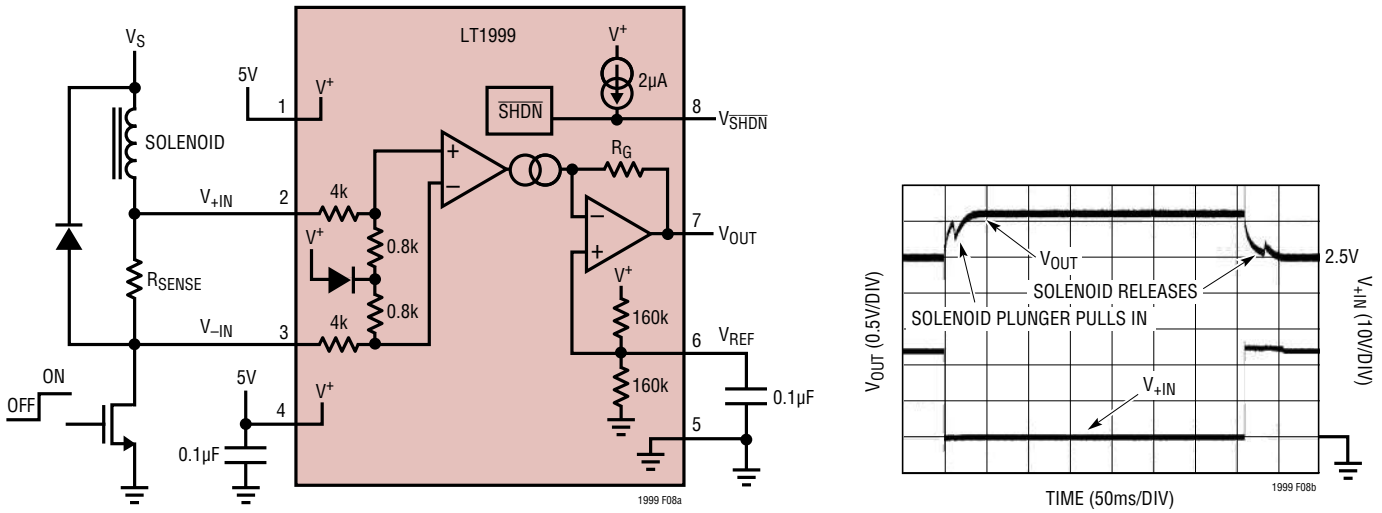 LT1999
V_S
5V
V⁺
1
V⁺
2µA
SHDN
8
V_SHDN
SOLENOID
R_G
V_+IN
2
4k
+
−
V⁺
0.8k
−
+
7
V_OUT
R_SENSE
0.8k
V⁺
160k
V_−IN
3
4k
6
V_REF
160k
ON
OFF
5V
V⁺
4
0.1µF
5
0.1µF
1999 F08a
V_OUT (0.5V/DIV)
V_OUT
2.5V
SOLENOID RELEASES
SOLENOID PLUNGER PULLS IN
V_+IN
V_+IN (10V/DIV)
TIME (50ms/DIV)
1999 F08b